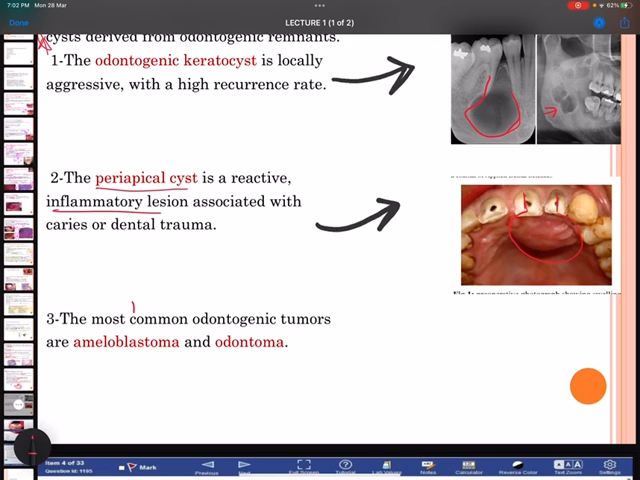 7:02 PM Mon 28 Mar
62%
Done
LECTURE 1 (1 of 2)
cysts derived from odontogenic remnants.
1-The odontogenic keratocyst is locally
aggressive, with a high recurrence rate.
2-The periapical cyst is a reactive,
inflammatory lesion associated with
caries or dental trauma.
3-The most common odontogenic tumors
are ameloblastoma and odontoma.
Item 4 of 33
Question Id: 1195
Mark
Previous
Full Screen
Tutorial
Lab Values
Notes
Calculator
Reverse Color
A A A
Text Zoom
Settings